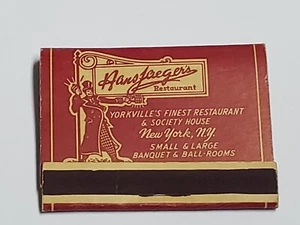 Hans Jaeger's
Restaurant
YORKVILLE'S FINEST RESTAURANT
& SOCIETY HOUSE
New York, N.Y.
SMALL & LARGE
BANQUET & BALL-ROOMS